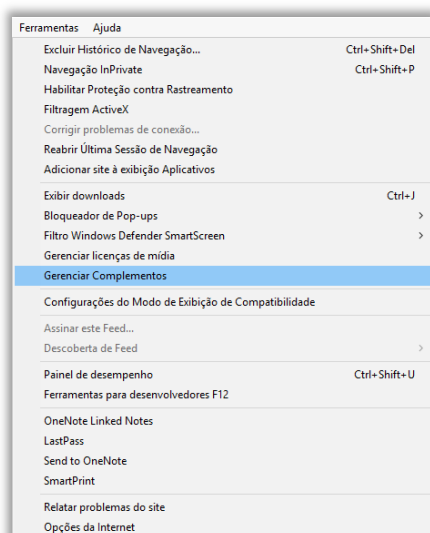 Ferramentas Ajuda
Excluir Histórico de Navegação... Ctrl+Shift+Del
Navegação InPrivate Ctrl+Shift+P
Habilitar Proteção contra Rastreamento
Filtragem ActiveX
Corrigir problemas de conexão...
Reabrir Última Sessão de Navegação
Adicionar site à exibição Aplicativos
Exibir downloads Ctrl+J
Bloqueador de Pop-ups
Filtro Windows Defender SmartScreen
Gerenciar licenças de mídia
Gerenciar Complementos
Configurações do Modo de Exibição de Compatibilidade
Assinar este Feed...
Descoberta de Feed
Painel de desempenho Ctrl+Shift+U
Ferramentas para desenvolvedores F12
OneNote Linked Notes
LastPass
Send to OneNote
SmartPrint
Relatar problemas do site
Opções da Internet